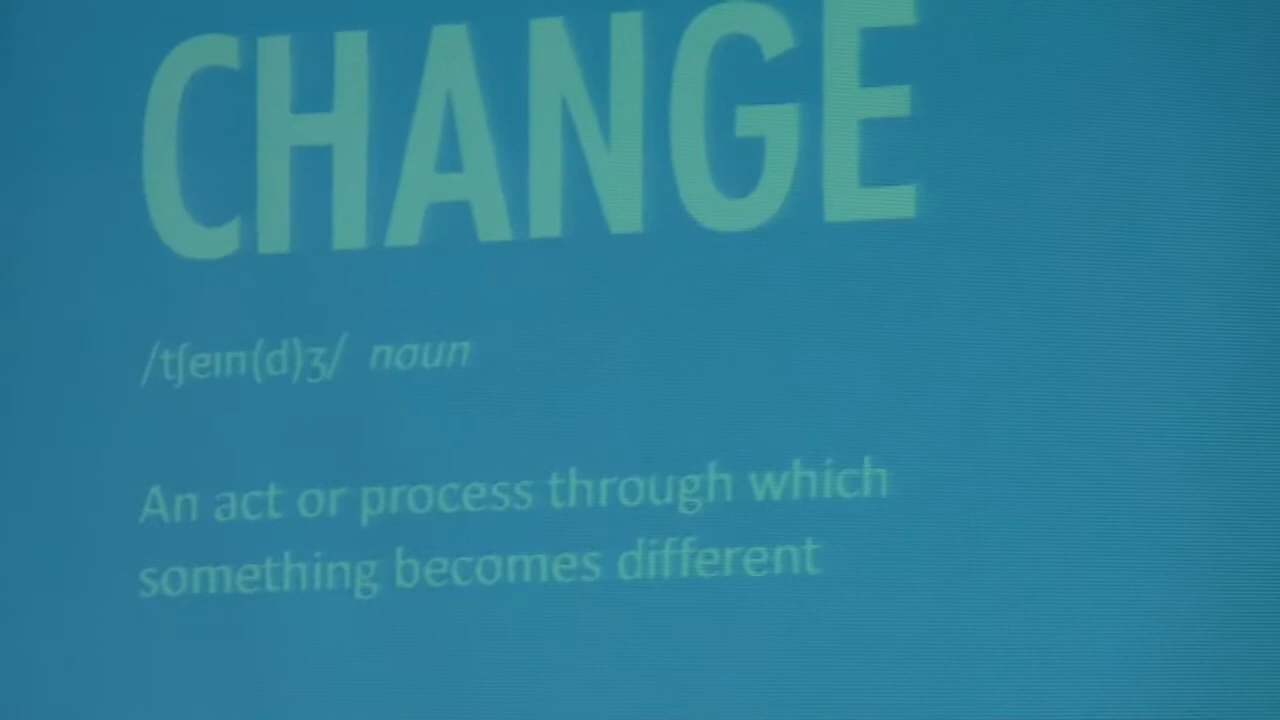 CHANGE
/tʃeɪn(d)ʒ/ noun
An act or process through which
something becomes different